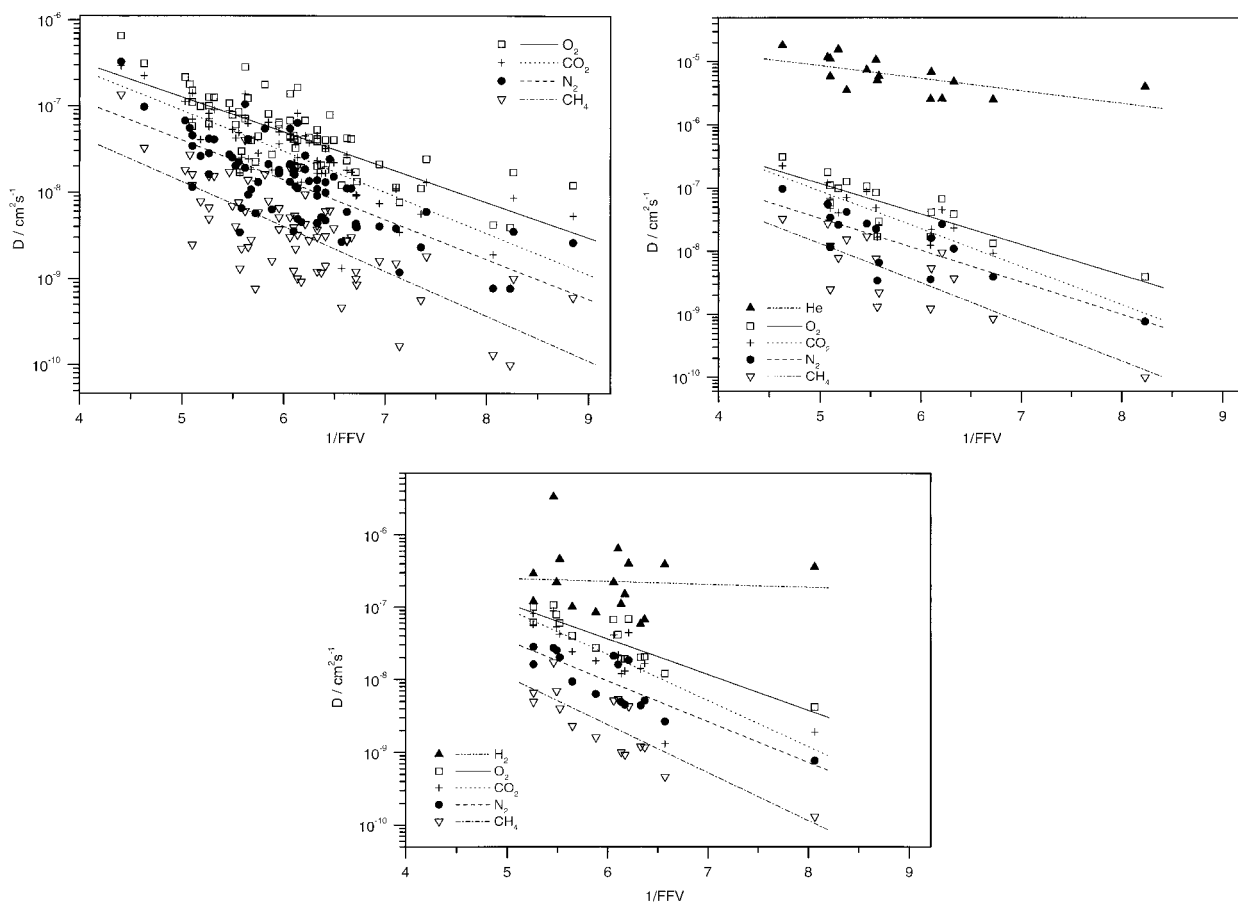 10⁻⁶
10⁻⁷
10⁻⁸
10⁻⁹
10⁻¹⁰
D / cm²s⁻¹
O₂
CO₂
N₂
CH₄
4 5 6 7 8 9
1/FFV
10⁻⁵
10⁻⁶
10⁻⁷
10⁻⁸
10⁻⁹
10⁻¹⁰
D / cm²s⁻¹
He
O₂
CO₂
N₂
CH₄
4 5 6 7 8 9
1/FFV
10⁻⁶
10⁻⁷
10⁻⁸
10⁻⁹
10⁻¹⁰
D / cm²s⁻¹
H₂
O₂
CO₂
N₂
CH₄
4 5 6 7 8 9
1/FFV